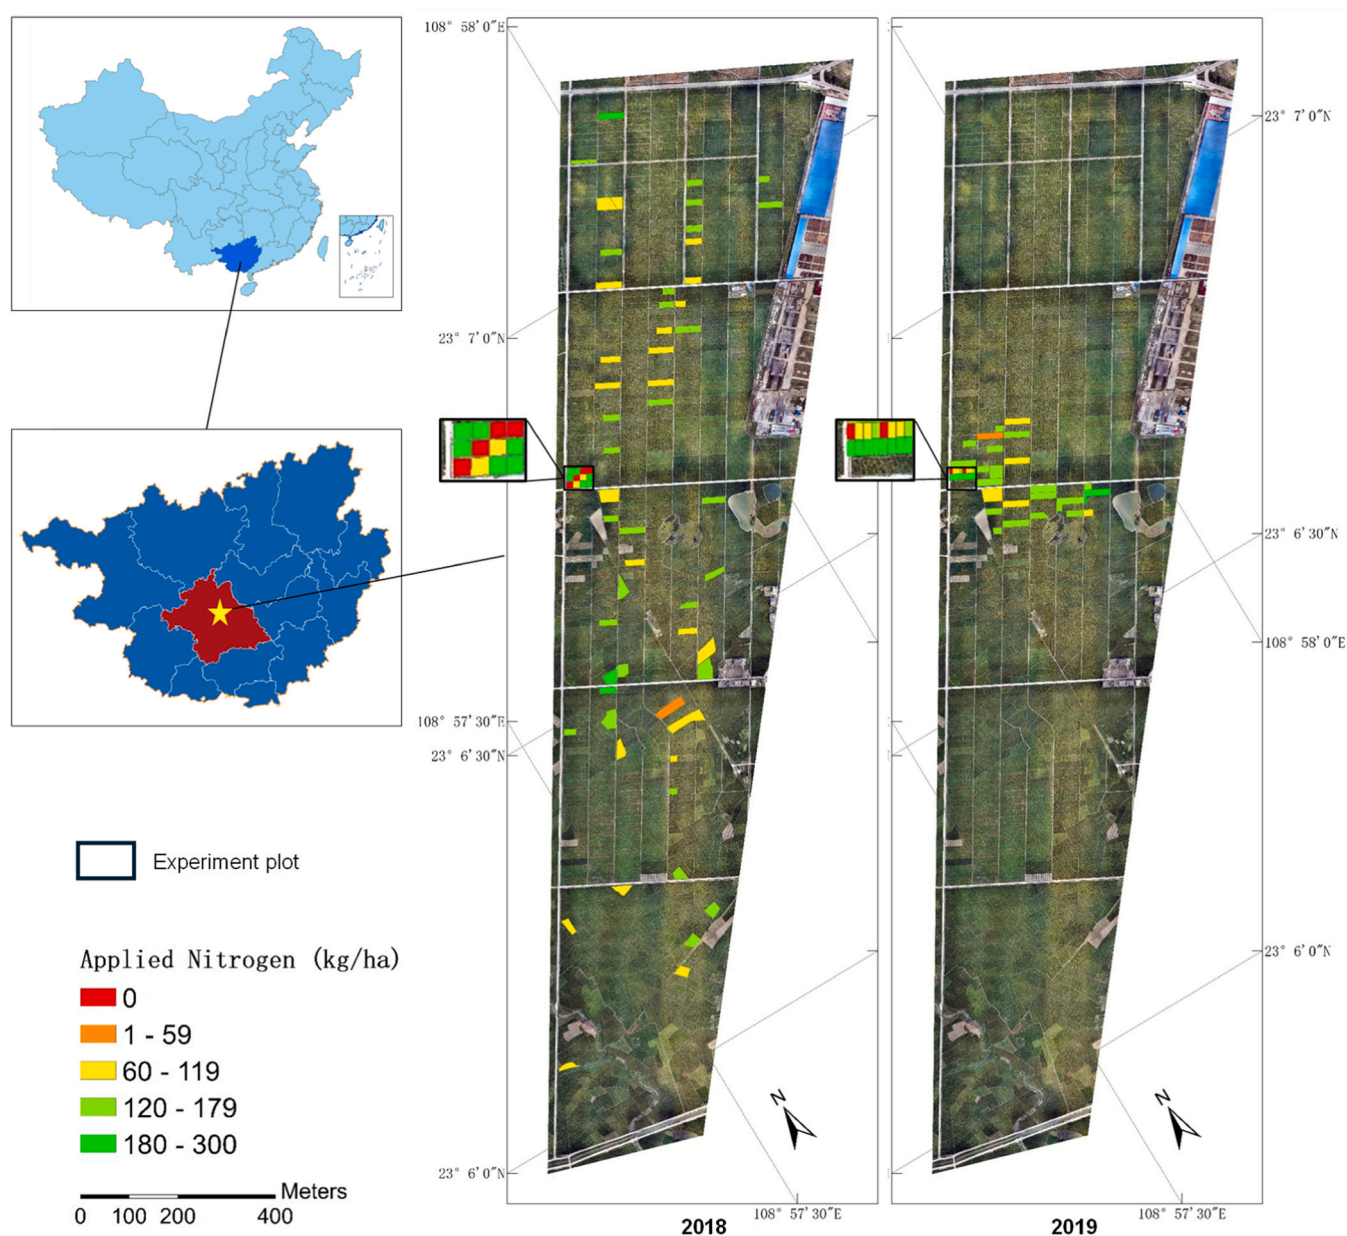 108° 58′0″E
23° 7′0″N
23° 7′0″N
23° 6′30″N
108° 58′0″E
108° 57′30″E
23° 6′30″N
Experiment plot
Applied Nitrogen (kg/ha)
0
1 - 59
60 - 119
120 - 179
180 - 300
23° 6′0″N
N
N
23° 6′0″N
Meters
0 100 200 400
108° 57′30″E
108° 57′30″E
2018
2019